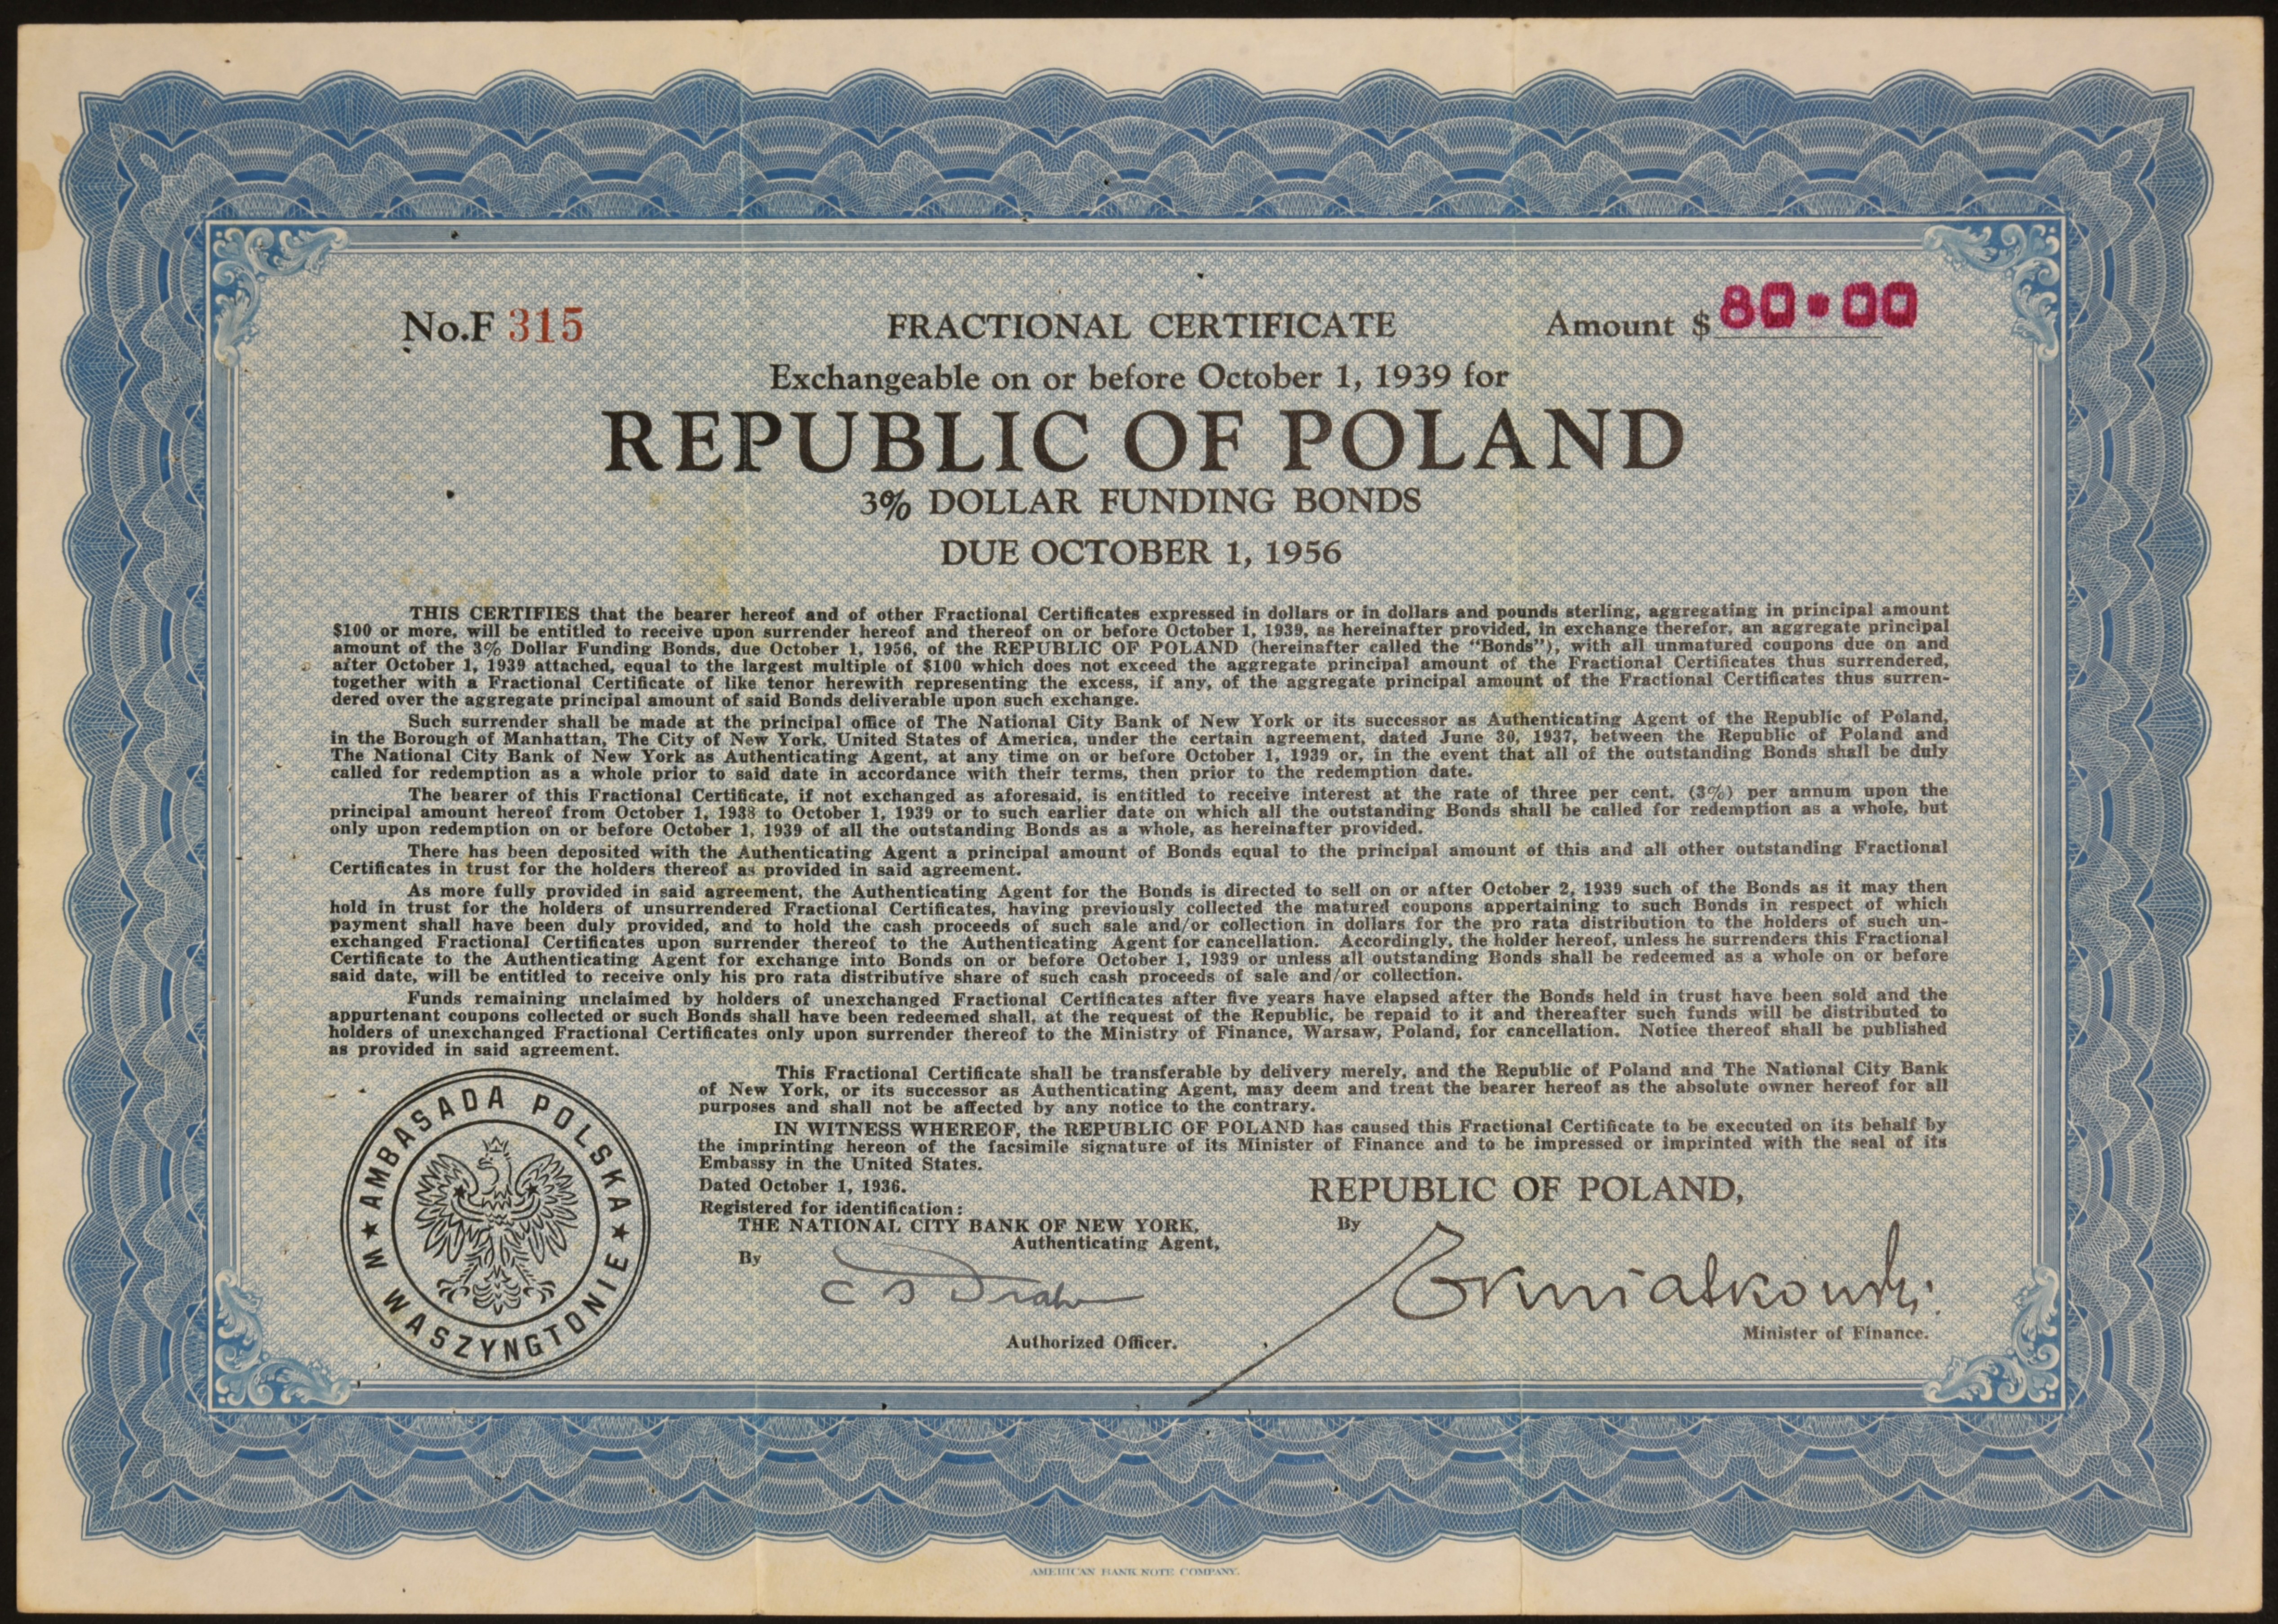 No.F 315
FRACTIONAL CERTIFICATE
Amount $ 80.00
Exchangeable on or before October 1, 1939 for
REPUBLIC OF POLAND
3% DOLLAR FUNDING BONDS
DUE OCTOBER 1, 1956
THIS CERTIFIES that the bearer hereof and of other Fractional Certificates expressed in dollars or in dollars and pounds sterling, aggregating in principal amount
$100 or more, will be entitled to receive upon surrender hereof and thereof on or before October 1, 1939, as hereinafter provided, in exchange therefor, an aggregate principal
amount of the 3% Dollar Funding Bonds, due October 1, 1956, of the REPUBLIC OF POLAND (hereinafter called the "Bonds"), with all unmatured coupons due on and
after October 1, 1939 attached, equal to the largest multiple of $100 which does not exceed the aggregate principal amount of the Fractional Certificates thus surrendered,
together with a Fractional Certificate of like tenor herewith representing the excess, if any, of the aggregate principal amount of the Fractional Certificates thus surren-
dered over the aggregate principal amount of said Bonds deliverable upon such exchange.
Such surrender shall be made at the principal office of The National City Bank of New York or its successor as Authenticating Agent of the Republic of Poland,
in the Borough of Manhattan, The City of New York, United States of America, under the certain agreement, dated June 30, 1937, between the Republic of Poland and
The National City Bank of New York as Authenticating Agent, at any time on or before October 1, 1939 or, in the event that all of the outstanding Bonds shall be duly
called for redemption as a whole prior to said date in accordance with their terms, then prior to the redemption date.
The bearer of this Fractional Certificate, if not exchanged as aforesaid, is entitled to receive interest at the rate of three per cent. (3%) per annum upon the
principal amount hereof from October 1, 1938 to October 1, 1939 or to such earlier date on which all the outstanding Bonds shall be called for redemption as a whole, but
only upon redemption on or before October 1, 1939 of all the outstanding Bonds as a whole, as hereinafter provided.
There has been deposited with the Authenticating Agent a principal amount of Bonds equal to the principal amount of this and all other outstanding Fractional
Certificates in trust for the holders thereof as provided in said agreement.
As more fully provided in said agreement, the Authenticating Agent for the Bonds is directed to sell on or after October 2, 1939 such of the Bonds as it may then
hold in trust for the holders of unsurrendered Fractional Certificates, having previously collected the matured coupons appertaining to such Bonds in respect of which
payment shall have been duly provided, and to hold the cash proceeds of such sale and/or collection in dollars for the pro rata distribution to the holders of such un-
exchanged Fractional Certificates upon surrender thereof to the Authenticating Agent for cancellation. Accordingly, the holder hereof, unless he surrenders this Fractional
Certificate to the Authenticating Agent for exchange into Bonds on or before October 1, 1939 or unless all outstanding Bonds shall be redeemed as a whole on or before
said date, will be entitled to receive only his pro rata distributive share of such cash proceeds of sale and/or collection.
Funds remaining unclaimed by holders of unexchanged Fractional Certificates after five years have elapsed after the Bonds held in trust have been sold and the
appurtenant coupons collected or such Bonds shall have been redeemed shall, at the request of the Republic, be repaid to it and thereafter such funds will be distributed to
holders of unexchanged Fractional Certificates only upon surrender thereof to the Ministry of Finance, Warsaw, Poland, for cancellation. Notice thereof shall be published
as provided in said agreement.
This Fractional Certificate shall be transferable by delivery merely, and the Republic of Poland and The National City Bank
of New York, or its successor as Authenticating Agent, may deem and treat the bearer hereof as the absolute owner hereof for all
purposes and shall not be affected by any notice to the contrary.
IN WITNESS WHEREOF, the REPUBLIC OF POLAND has caused this Fractional Certificate to be executed on its behalf by
the imprinting hereon of the facsimile signature of its Minister of Finance and to be impressed or imprinted with the seal of its
Embassy in the United States.
Dated October 1, 1936.
Registered for identification:
THE NATIONAL CITY BANK OF NEW YORK,
Authenticating Agent,
By
Authorized Officer.
REPUBLIC OF POLAND,
By EKwiatkowski
Minister of Finance.
AMBASADA POLSKA
W WASZYNGTONIE
AMERICAN BANK NOTE COMPANY.